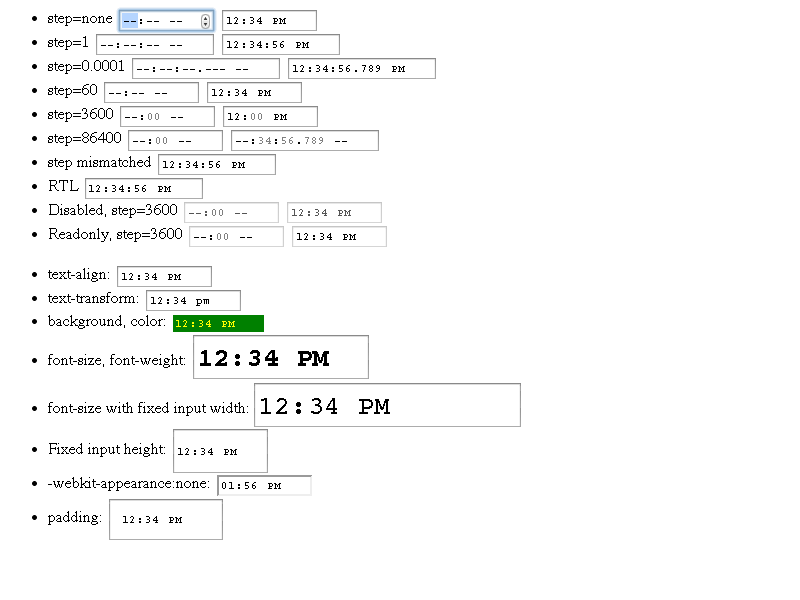 step=none --:-- -- 12:34 PM
step=1 --:--:-- -- 12:34:56 PM
step=0.0001 --:--:--.--- -- 12:34:56.789 PM
step=60 --:-- -- 12:34 PM
step=3600 --:00 -- 12:00 PM
step=86400 --:00 -- --:34:56.789 --
step mismatched 12:34:56 PM
RTL 12:34:56 PM
Disabled, step=3600 --:00 -- 12:34 PM
Readonly, step=3600 --:00 -- 12:34 PM
text-align: 12:34 PM
text-transform: 12:34 pm
background, color: 12:34 PM
font-size, font-weight: 12:34 PM
font-size with fixed input width: 12:34 PM
Fixed input height: 12:34 PM
-webkit-appearance:none: 01:56 PM
padding: 12:34 PM